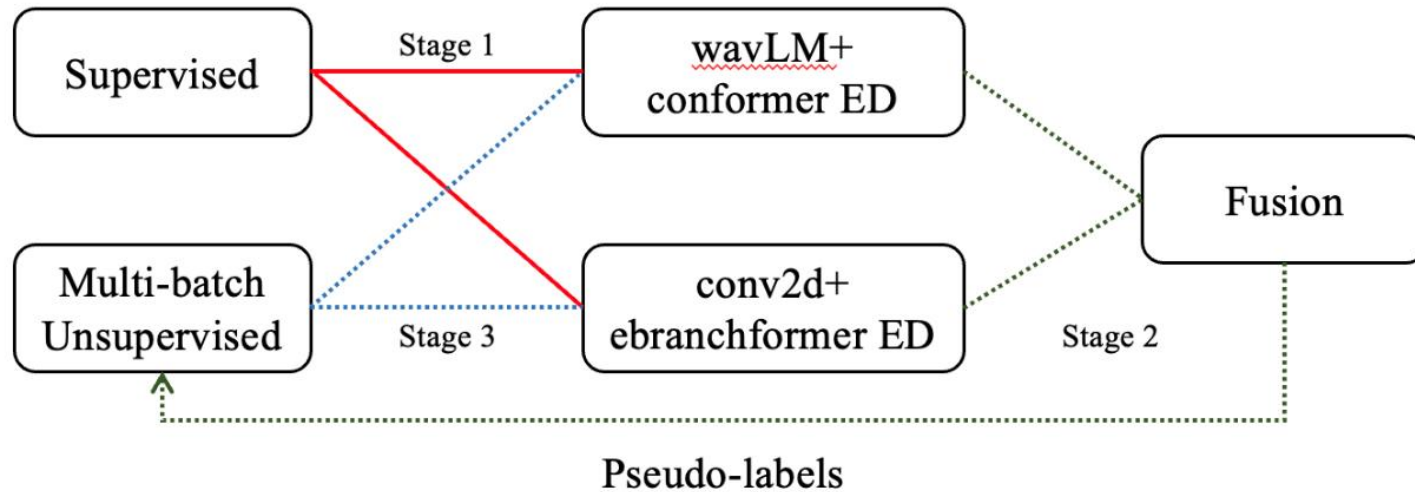 Supervised
Stage 1
wavLM+
conformer ED
Fusion
Multi-batch
Unsupervised
Stage 3
conv2d+
ebranchformer ED
Stage 2
Pseudo-labels